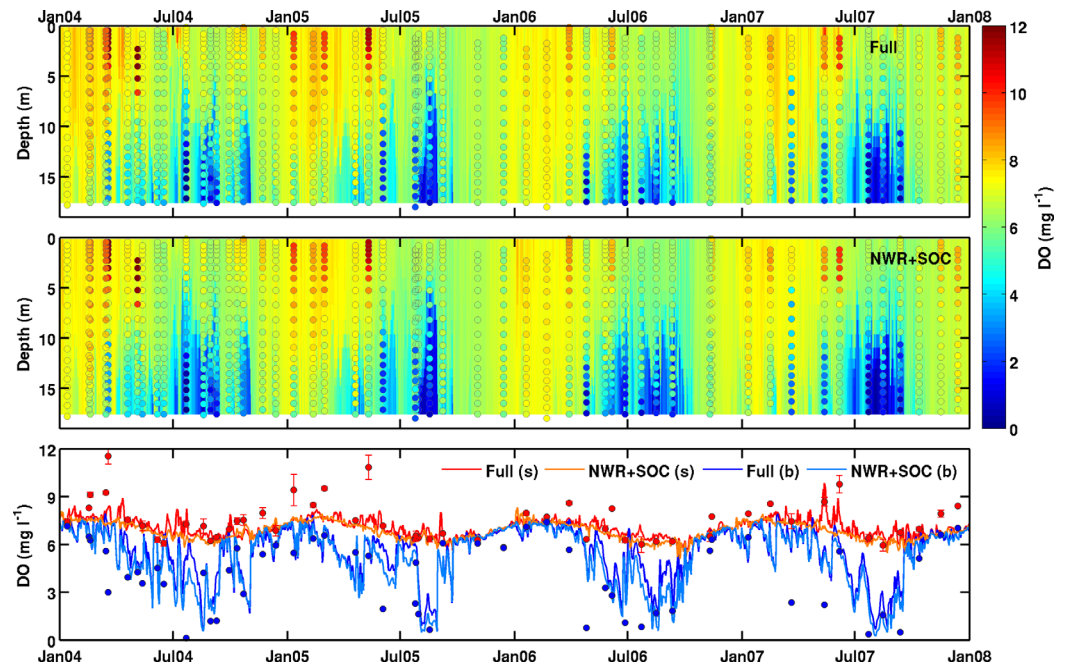 Jan04 Jul04 Jan05 Jul05 Jan06 Jul06 Jan07 Jul07 Jan08
0 5 10 15
Depth (m)
Full
0 5 10 15
Depth (m)
NWR+SOC
12 10 8 6 4 2 0
DO (mg l⁻¹)
12 9 6 3 0
DO (mg l⁻¹)
Full (s) NWR+SOC (s) Full (b) NWR+SOC (b)
Jan04 Jul04 Jan05 Jul05 Jan06 Jul06 Jan07 Jul07 Jan08